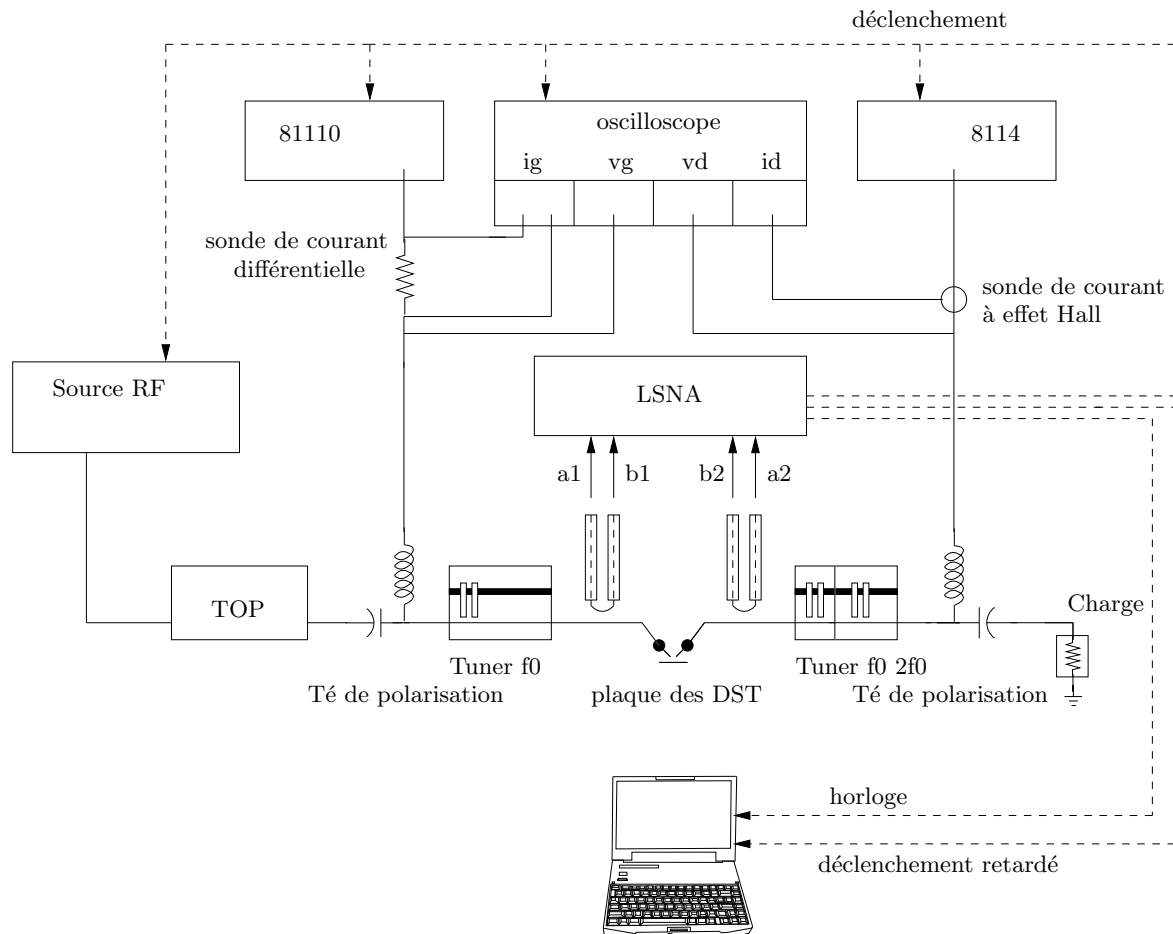 déclenchement
81110
oscilloscope
8114
ig vg vd id
sonde de courant
différentielle
sonde de courant
à effet Hall
Source RF
LSNA
a1 b1 b2 a2
TOP
Charge
Tuner f0
Tuner f0 2f0
Té de polarisation
plaque des DST
Té de polarisation
horloge
déclenchement retardé